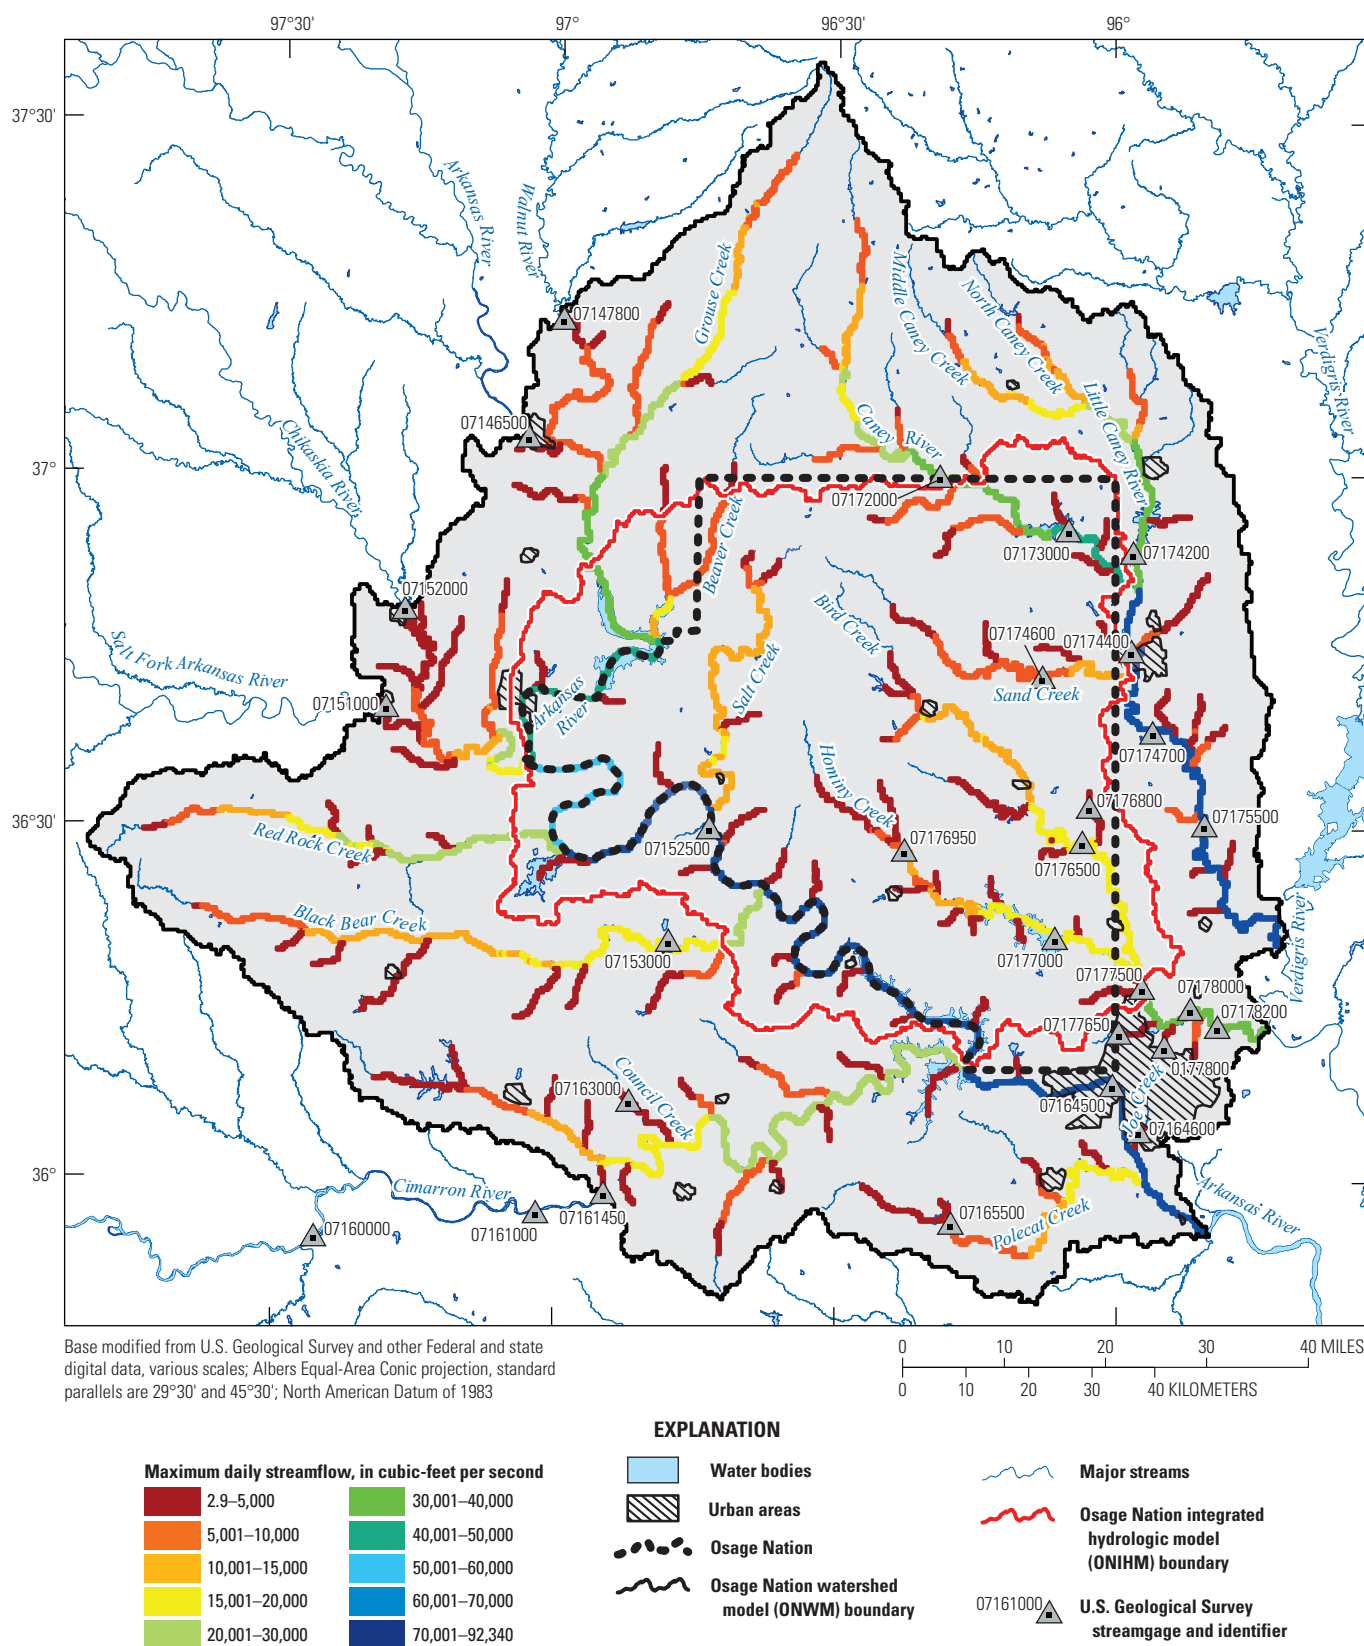 97°30'
97°
96°30'
96°
37°30'
37°
36°30'
36°
Arkansas River
Walnut River
Grouse Creek
Middle Caney Creek
North Caney Creek
Verdigris River
07147800
07146500
Chikaskia River
Caney River
Little Caney River
07172000
Beaver Creek
07173000
07174200
07152000
Bird Creek
07174600
07174400
Salt Fork Arkansas River
07151000
Arkansas
River
Salt Creek
Sand Creek
07174700
Hominy Creek
07176800
07175500
Red Rock Creek
07152500
07176950
07176500
Black Bear Creek
07153000
07177000
Verdigris River
07177500
07178000
07178200
07177650
0177800
Council Creek
07163000
07164500
Joe Creek
07164600
Cimarron River
07160000
07161000
07161450
07165500
Polecat Creek
Arkansas River
Base modified from U.S. Geological Survey and other Federal and state
digital data, various scales; Albers Equal-Area Conic projection, standard
parallels are 29°30' and 45°30'; North American Datum of 1983
0 10 20 30 40 MILES
0 10 20 30 40 KILOMETERS
EXPLANATION
Maximum daily streamflow, in cubic-feet per second
2.9–5,000
5,001–10,000
10,001–15,000
15,001–20,000
20,001–30,000
30,001–40,000
40,001–50,000
50,001–60,000
60,001–70,000
70,001–92,340
Water bodies
Urban areas
Osage Nation
Osage Nation watershed
model (ONWM) boundary
Major streams
Osage Nation integrated
hydrologic model
(ONIHM) boundary
07161000
U.S. Geological Survey
streamgage and identifier